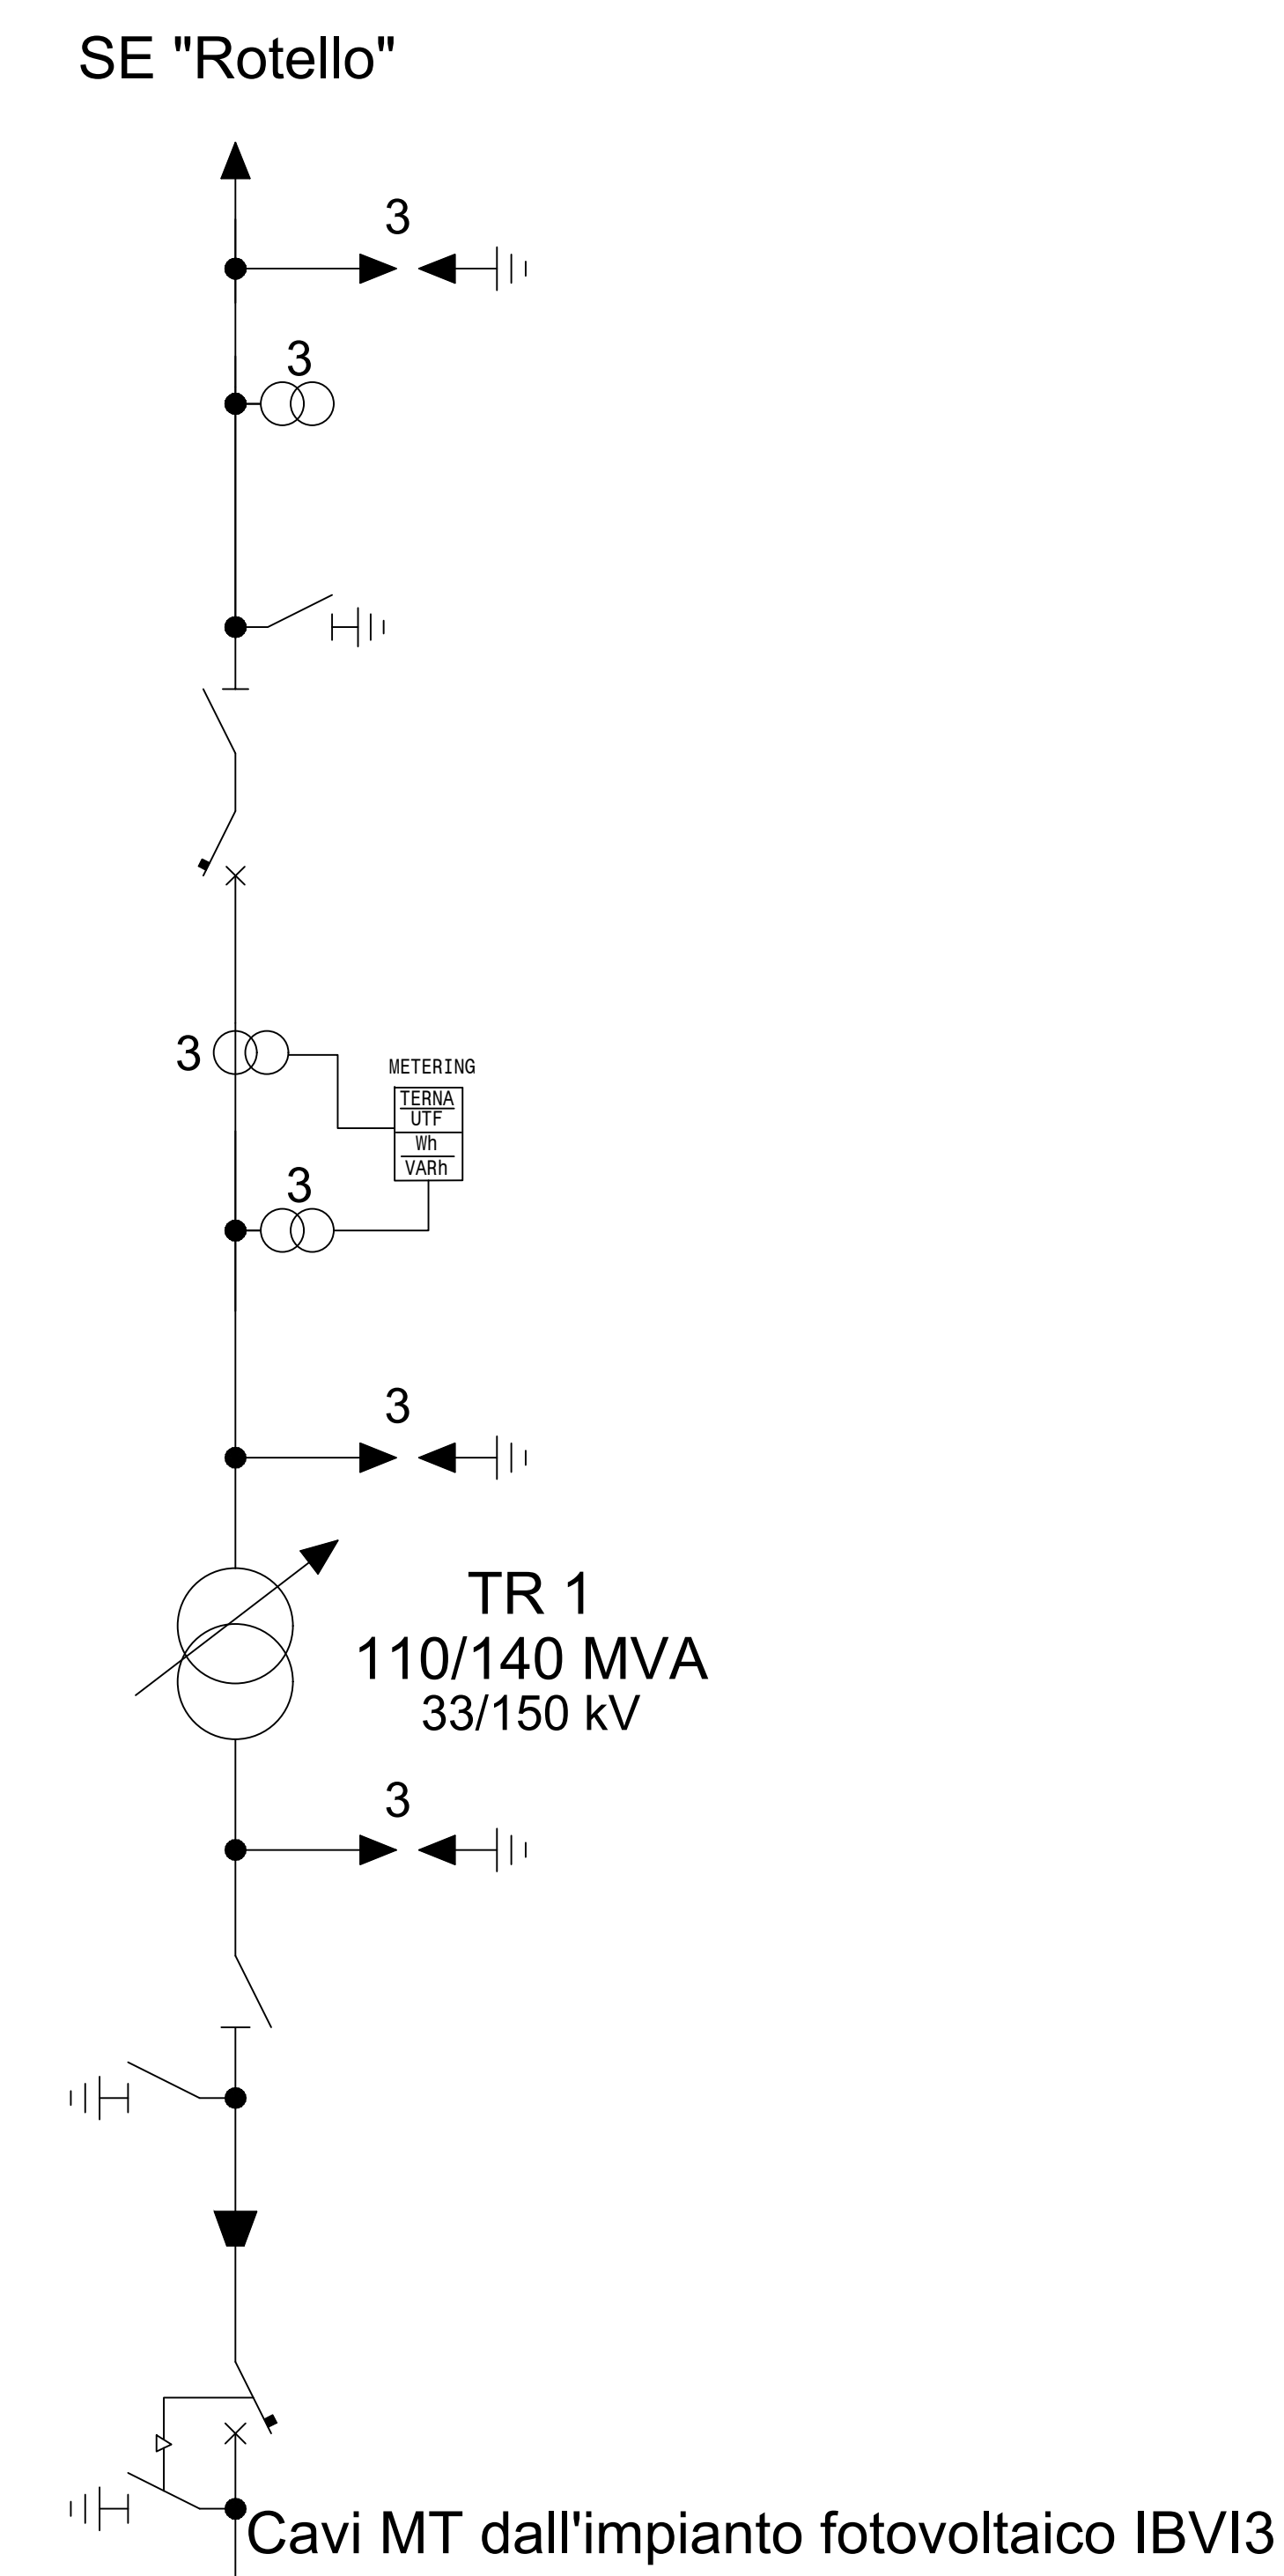 SE "Rotello"
3
3
3
METERING
TERNA
UTF
Wh
VARh
3
3
TR 1
110/140 MVA
33/150 kV
3
Cavi MT dall'impianto fotovoltaico IBVI3